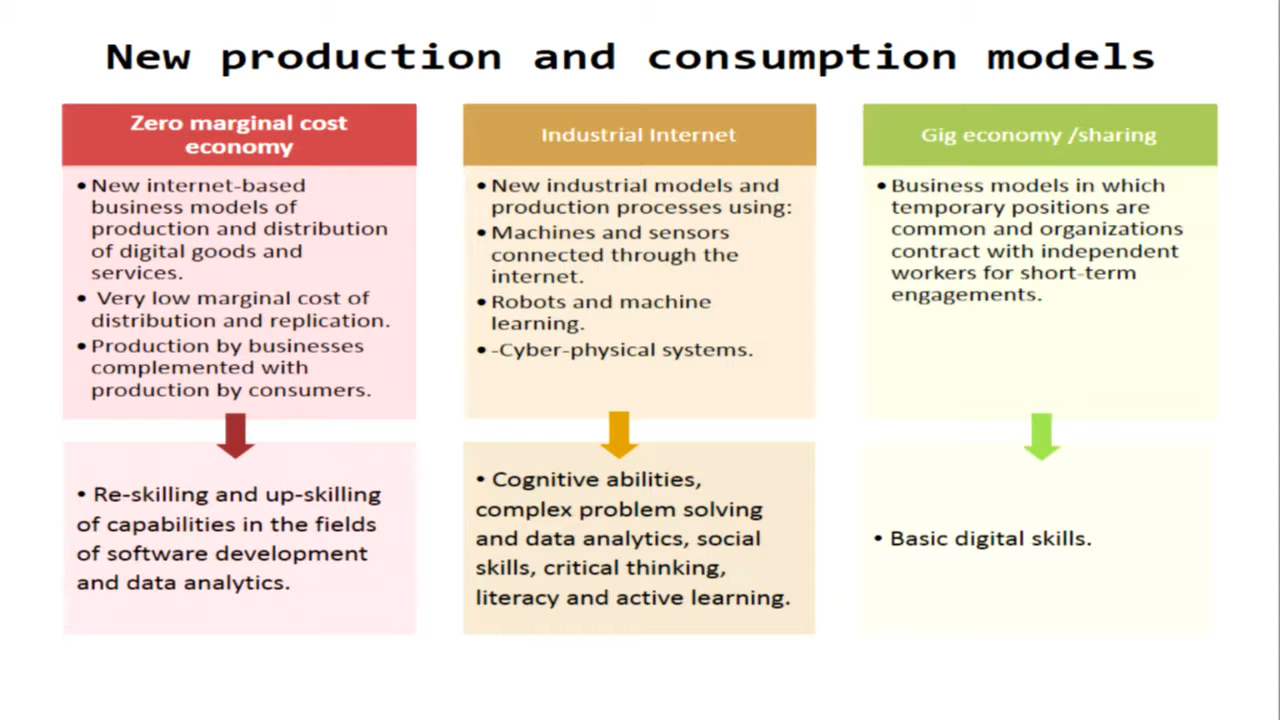 New production and consumption models
Zero marginal cost
economy
• New internet-based
business models of
production and distribution
of digital goods and
services.
• Very low marginal cost of
distribution and replication.
• Production by businesses
complemented with
production by consumers.
• Re-skilling and up-skilling
of capabilities in the fields
of software development
and data analytics.
Industrial Internet
• New industrial models and
production processes using:
• Machines and sensors
connected through the
internet.
• Robots and machine
learning.
• -Cyber-physical systems.
• Cognitive abilities,
complex problem solving
and data analytics, social
skills, critical thinking,
literacy and active learning.
Gig economy /sharing
• Business models in which
temporary positions are
common and organizations
contract with independent
workers for short-term
engagements.
• Basic digital skills.